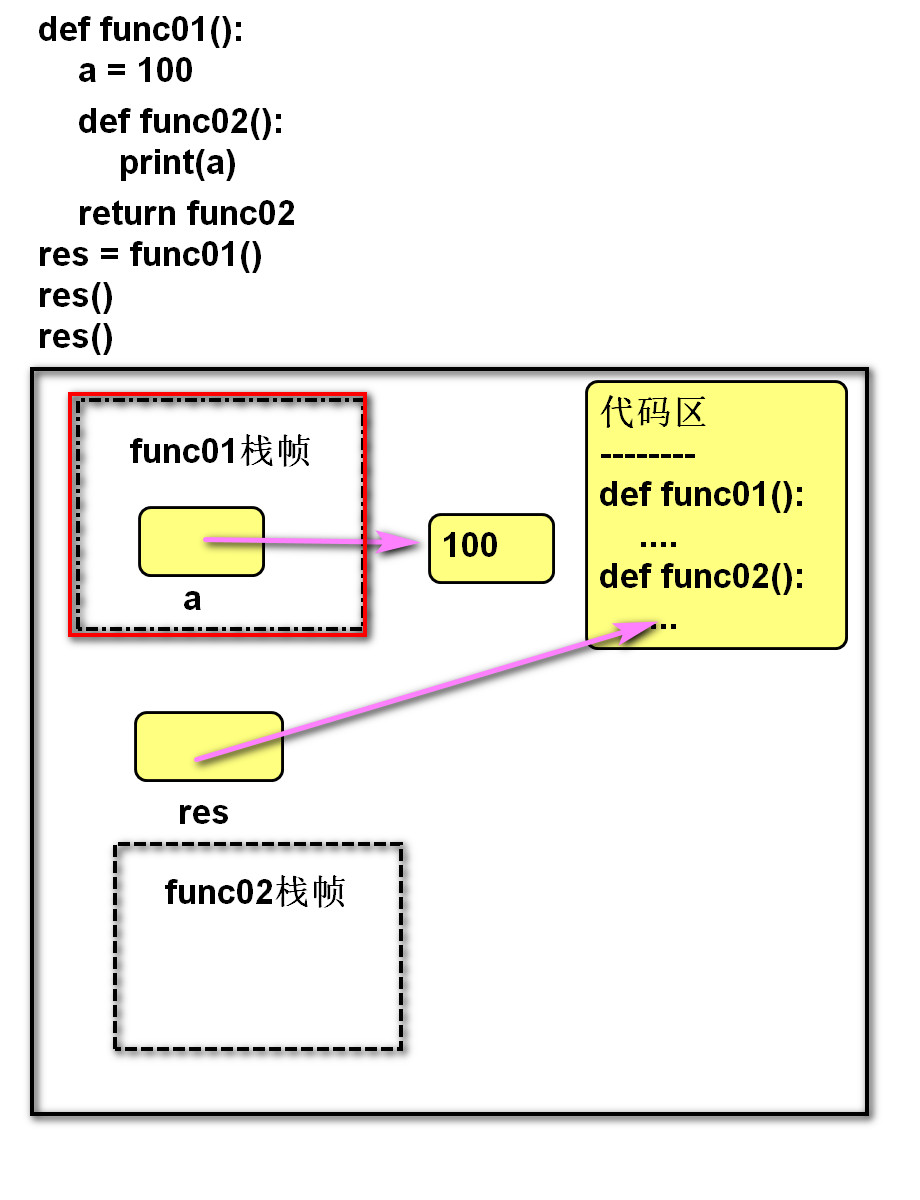 def func01():
a = 100
def func02():
print(a)
return func02
res = func01()
res()
res()
func01栈帧
a
100
代码区
--------
def func01():
....
def func02():
....
res
func02栈帧